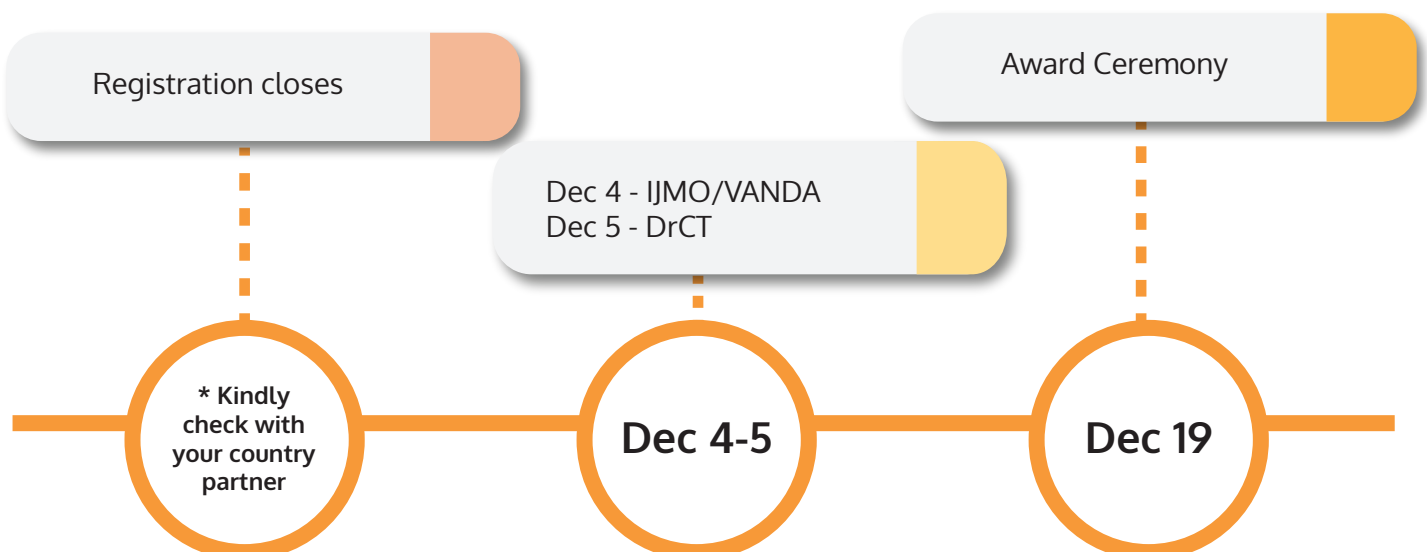 Registration closes
Award Ceremony
Dec 4 - IJMO/VANDA
Dec 5 - DrCT
* Kindly
check with
your country
partner
Dec 4-5
Dec 19